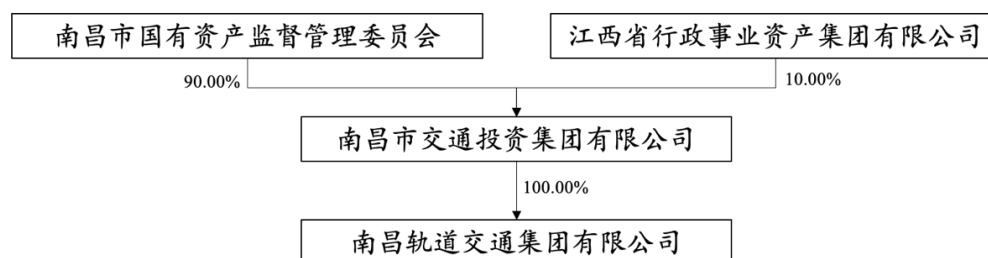 南昌市国有资产监督管理委员会
江西省行政事业资产集团有限公司
90.00%
10.00%
南昌市交通投资集团有限公司
100.00%
南昌轨道交通集团有限公司